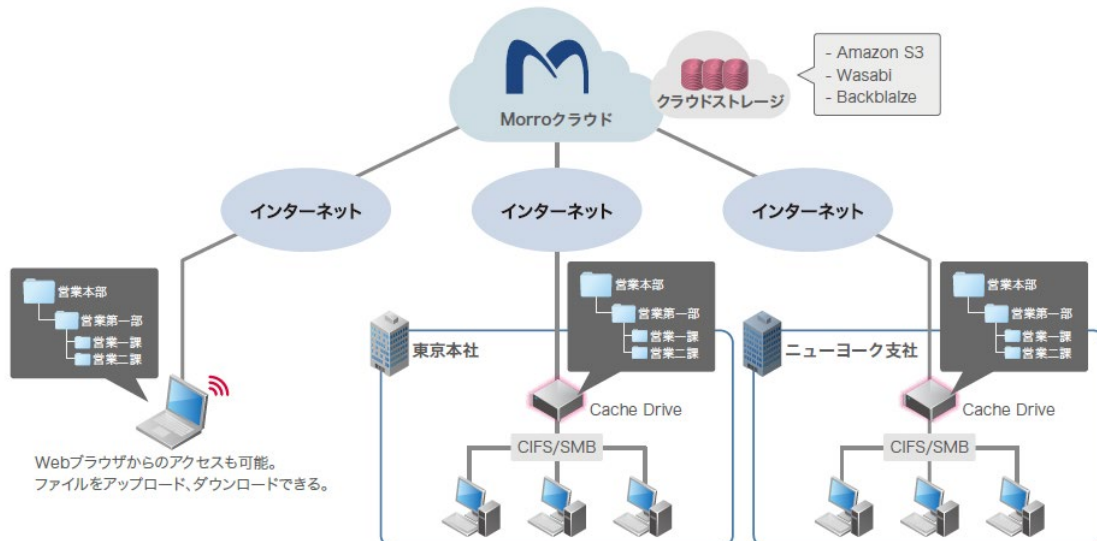 - Amazon S3
- Wasabi
- Backblalze
クラウドストレージ
Morroクラウド
インターネット
インターネット
インターネット
営業本部
営業第一部
営業一課
営業二課
Webブラウザからのアクセスも可能。
ファイルをアップロード、ダウンロードできる。
東京本社
営業本部
営業第一部
営業一課
営業二課
Cache Drive
CIFS/SMB
ニューヨーク支社
営業本部
営業第一部
営業一課
営業二課
Cache Drive
CIFS/SMB